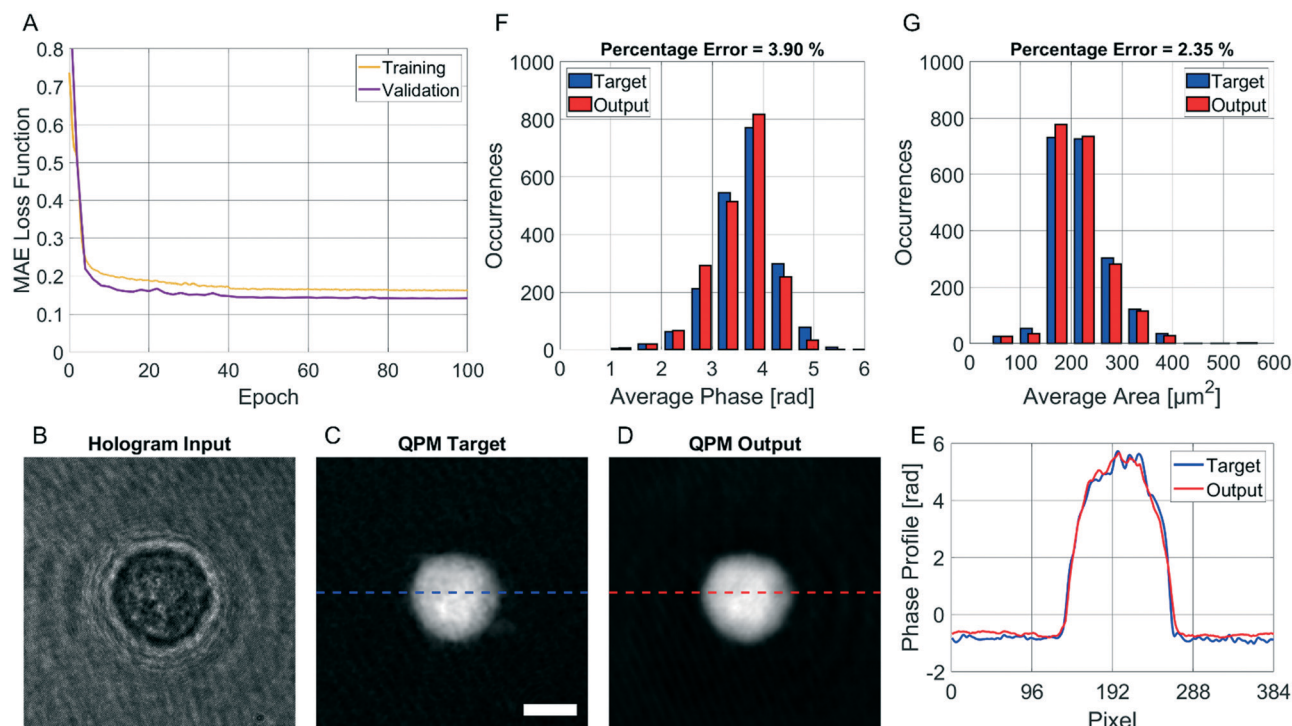 A
0.8
0.7
0.6
0.5
0.4
0.3
0.2
0.1
0
MAE Loss Function
Training
Validation
0 20 40 60 80 100
Epoch
F
Percentage Error = 3.90 %
1000
800
600
400
200
0
Occurrences
Target
Output
0 1 2 3 4 5 6
Average Phase [rad]
G
Percentage Error = 2.35 %
1000
800
600
400
200
0
Occurrences
Target
Output
0 100 200 300 400 500 600
Average Area [µm²]
B Hologram Input
C QPM Target
D QPM Output
E
6
4
2
0
-2
Phase Profile [rad]
Target
Output
0 96 192 288 384
Pixel